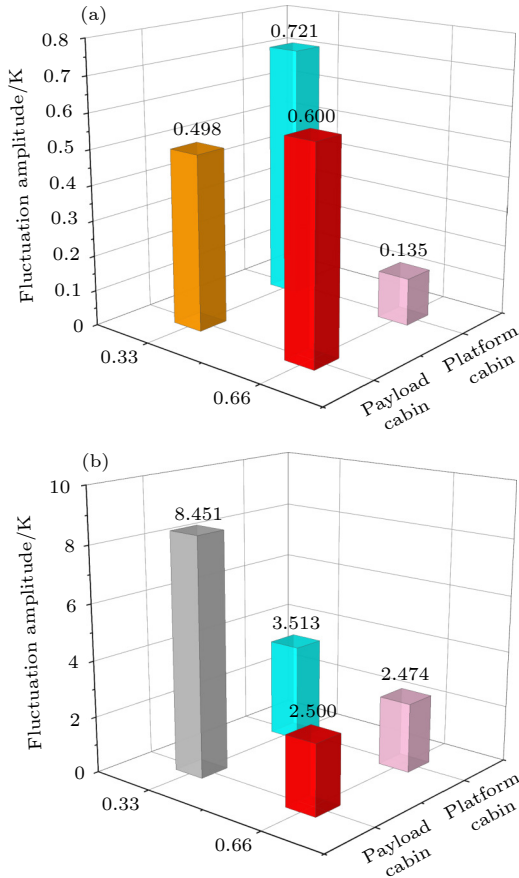 (a)
Fluctuation amplitude/K
0.8
0.7
0.6
0.5
0.4
0.3
0.2
0.1
0
0.721
0.600
0.498
0.135
0.33
0.66
Payload
cabin
Platform
cabin
(b)
Fluctuation amplitude/K
10
8
6
4
2
0
8.451
3.513
2.500
2.474
0.33
0.66
Payload
cabin
Platform
cabin